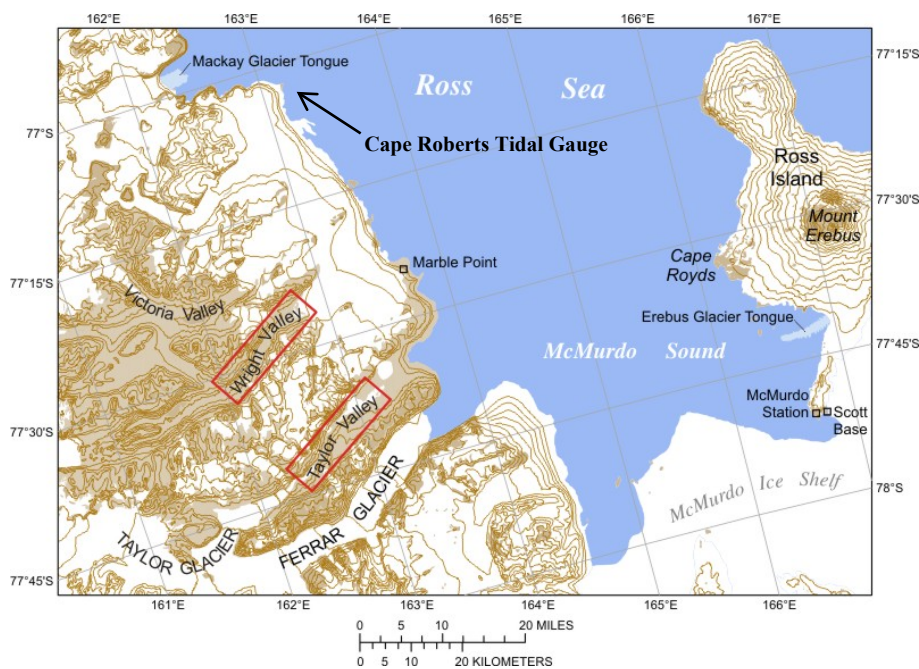 162°E 163°E 164°E 165°E 166°E 167°E
Mackay Glacier Tongue
77°15'S
Ross Sea
77°S
Cape Roberts Tidal Gauge
Ross
Island
77°30'S
Mount
Erebus
Cape
Royds
Marble Point
77°15'S
Victoria Valley
Wright Valley
Erebus Glacier Tongue
77°45'S
McMurdo Sound
McMurdo
Station
Scott
Base
77°30'S
Taylor Valley
McMurdo Ice Shelf
78°S
FERRAR GLACIER
TAYLOR GLACIER
77°45'S
161°E 162°E 163°E 164°E 165°E 166°E
0 5 10 20 MILES
0 5 10 20 KILOMETERS